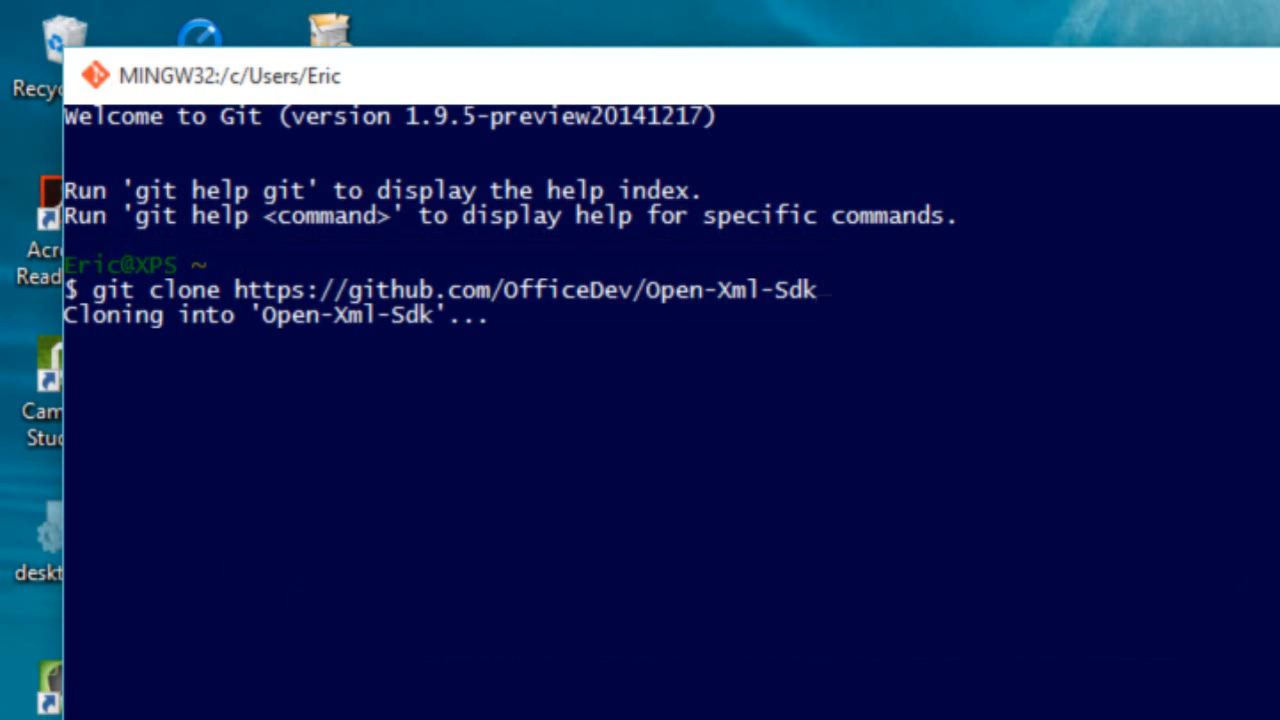 MINGW32:/c/Users/Eric
Welcome to Git (version 1.9.5-preview20141217)
Run 'git help git' to display the help index.
Run 'git help <command>' to display help for specific commands.
Eric@XPS ~
$ git clone https://github.com/OfficeDev/Open-Xml-Sdk
Cloning into 'Open-Xml-Sdk'...
Recy
Acr
Read
Cam
Stu
deskt